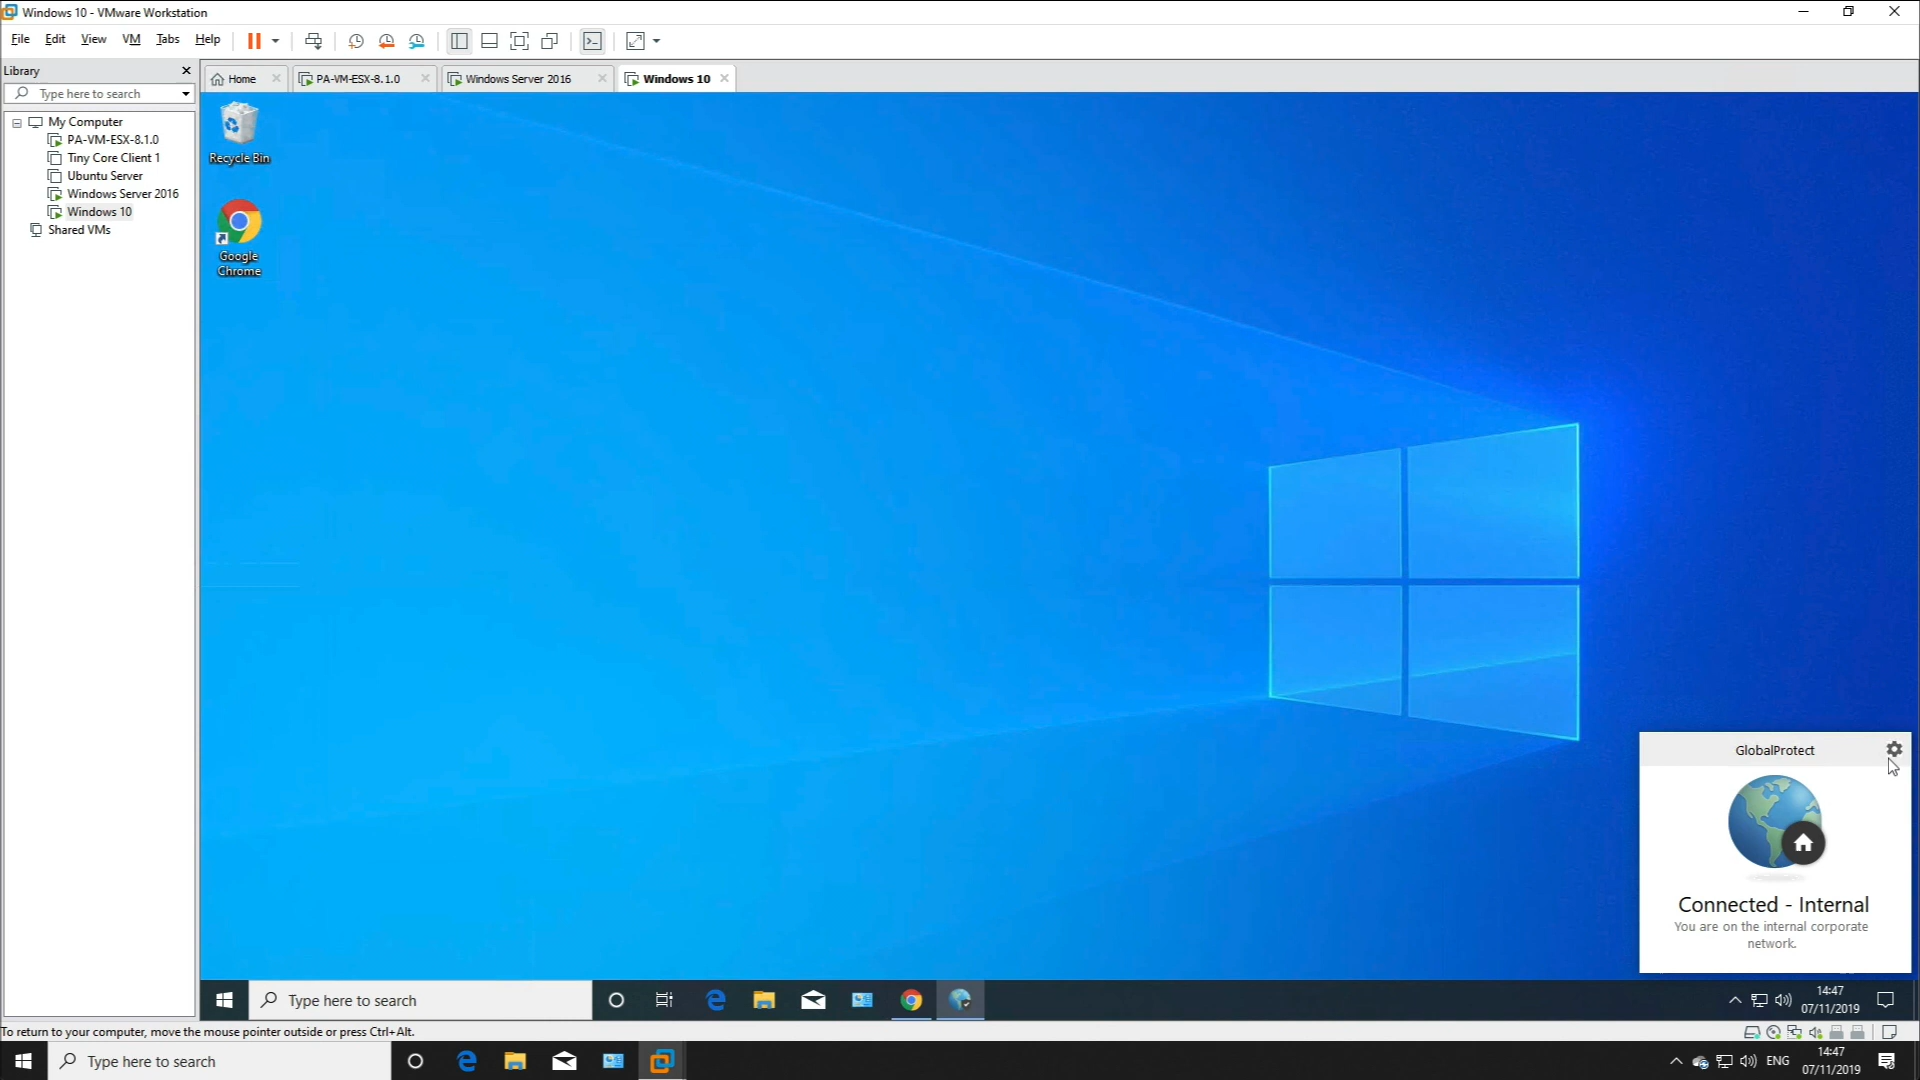 Windows 10 - VMware Workstation
File Edit View VM Tabs Help
Library
Type here to search
My Computer
PA-VM-ESX-8.1.0
Tiny Core Client 1
Ubuntu Server
Windows Server 2016
Windows 10
Shared VMs
Home
PA-VM-ESX-8.1.0
Windows Server 2016
Windows 10
Recycle Bin
Google
Chrome
GlobalProtect
Connected - Internal
You are on the internal corporate
network.
Type here to search
14:47
07/11/2019
To return to your computer, move the mouse pointer outside or press Ctrl+Alt.
Type here to search
ENG
14:47
07/11/2019